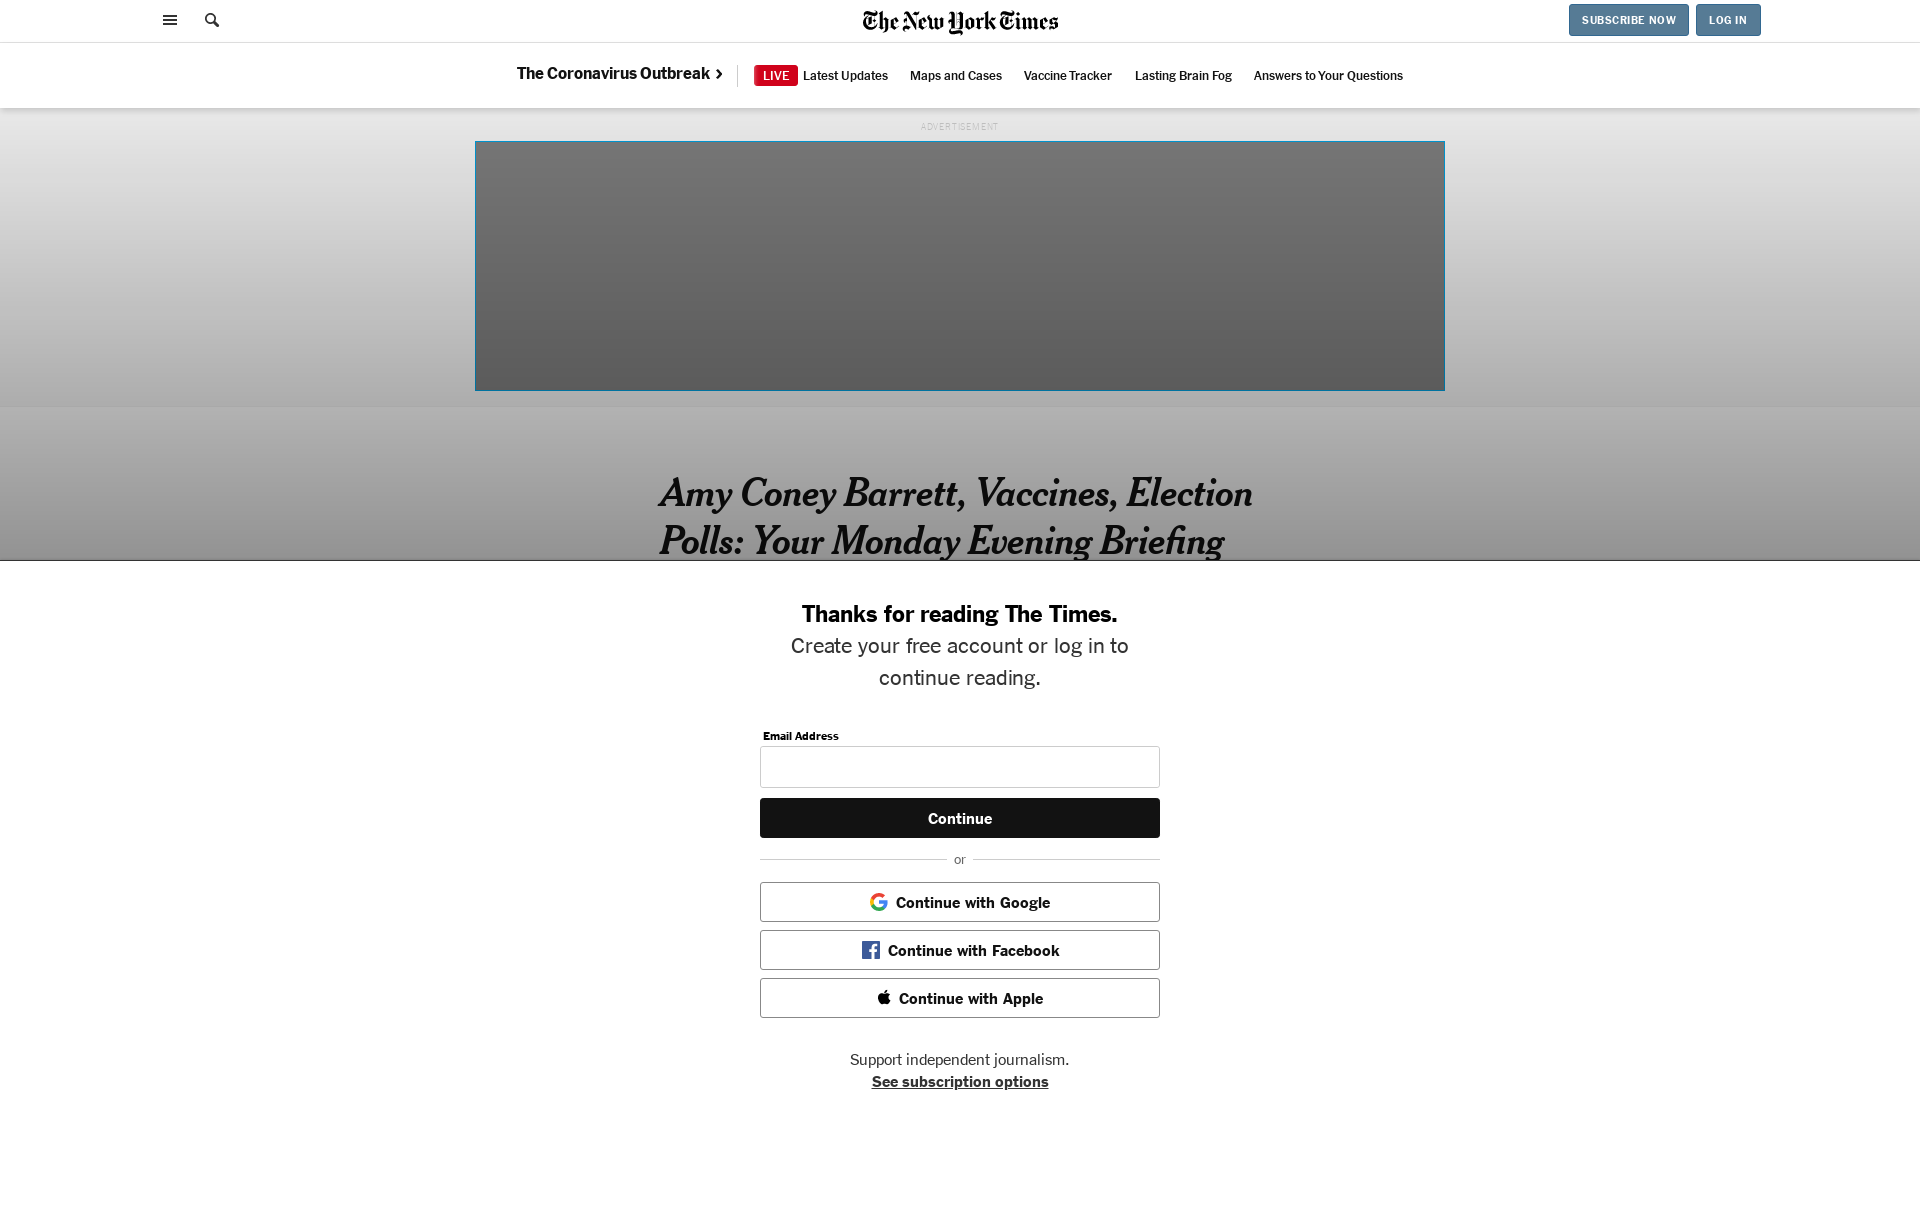 The New York Times
SUBSCRIBE NOW
LOG IN
The Coronavirus Outbreak
LIVE Latest Updates
Maps and Cases
Vaccine Tracker
Lasting Brain Fog
Answers to Your Questions
ADVERTISEMENT
Amy Coney Barrett, Vaccines, Election
Polls: Your Monday Evening Briefing
Thanks for reading The Times.
Create your free account or log in to
continue reading.
Email Address
Continue
or
Continue with Google
Continue with Facebook
Continue with Apple
Support independent journalism.
See subscription options